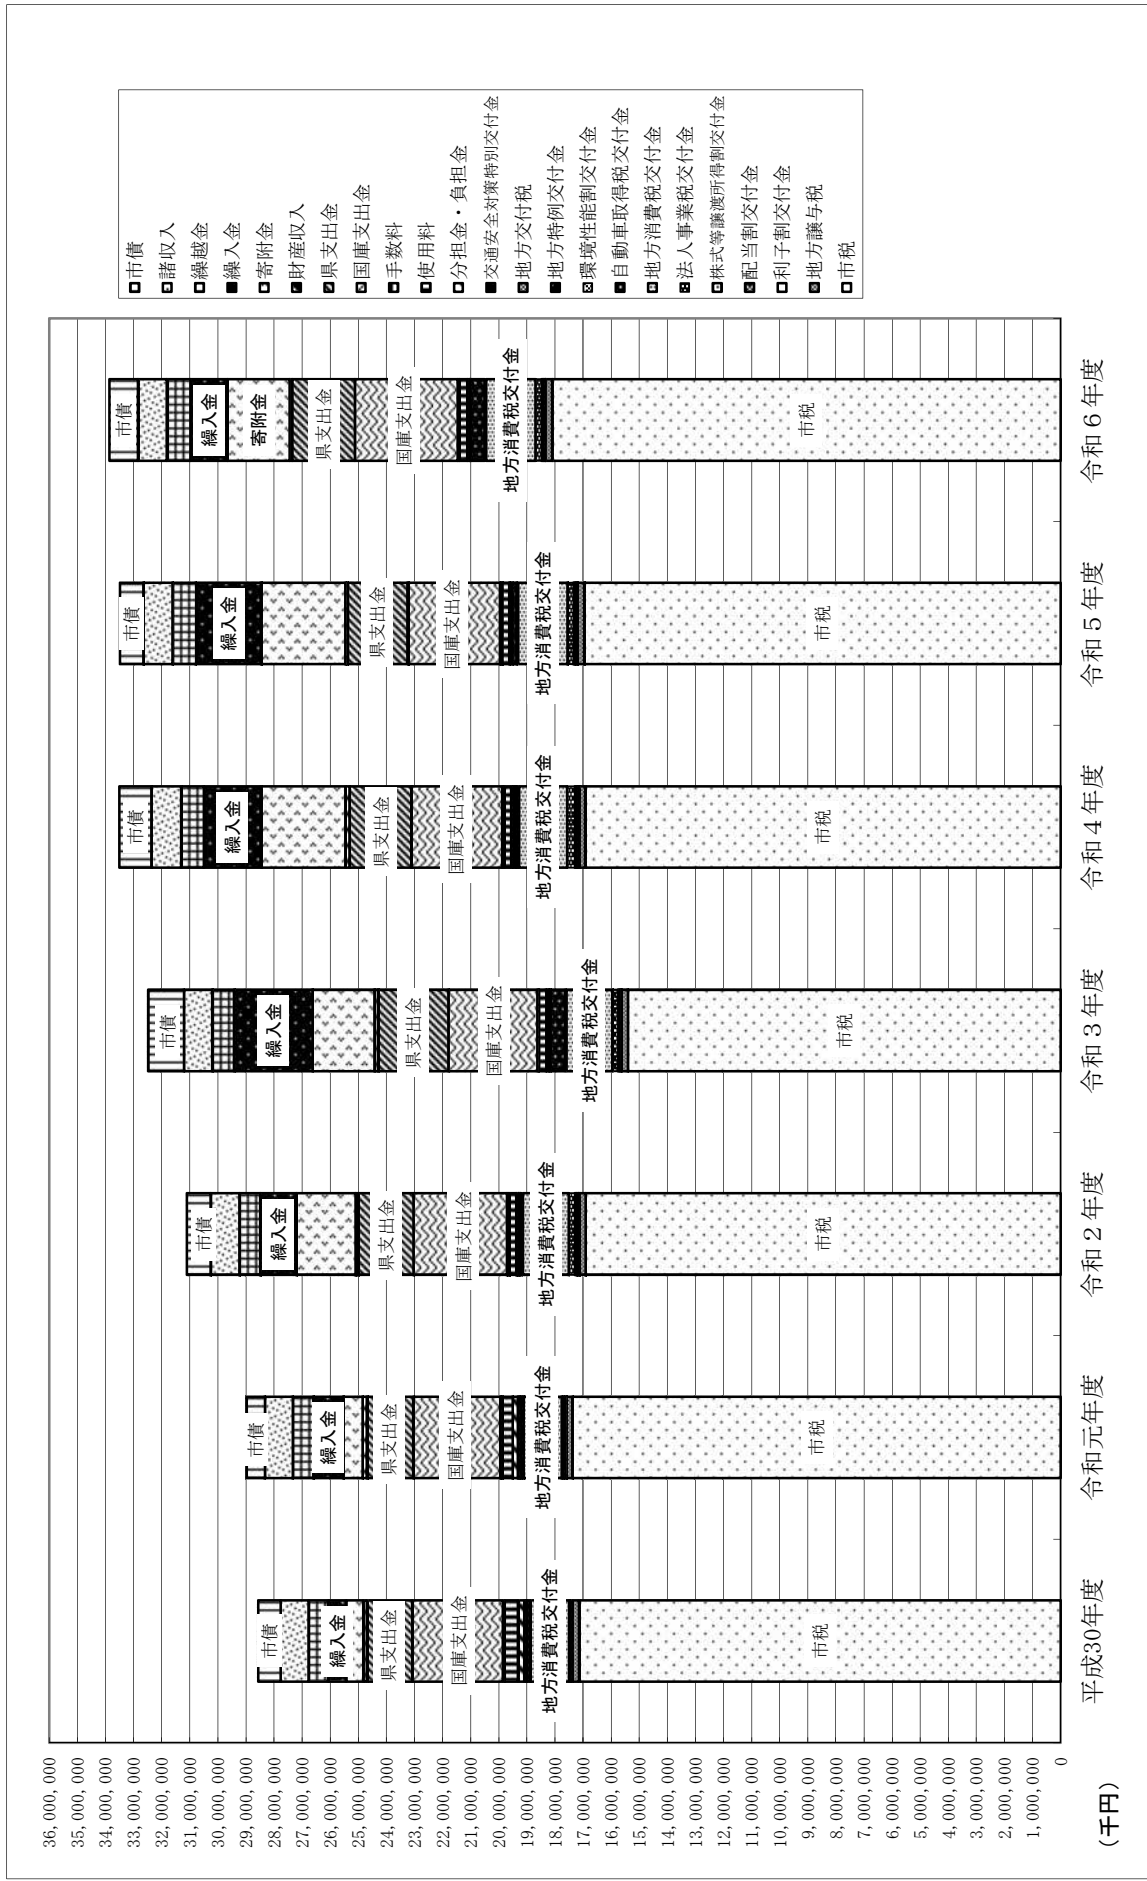 36,000,000
35,000,000
34,000,000
33,000,000
32,000,000
31,000,000
30,000,000
29,000,000
28,000,000
27,000,000
26,000,000
25,000,000
24,000,000
23,000,000
22,000,000
21,000,000
20,000,000
19,000,000
18,000,000
17,000,000
16,000,000
15,000,000
14,000,000
13,000,000
12,000,000
11,000,000
10,000,000
9,000,000
8,000,000
7,000,000
6,000,000
5,000,000
4,000,000
3,000,000
2,000,000
1,000,000
0
(千円)
市債
繰入金
県支出金
国庫支出金
地方消費税交付金
市税
平成30年度
市債
繰入金
県支出金
国庫支出金
地方消費税交付金
市税
令和元年度
市債
繰入金
県支出金
国庫支出金
地方消費税交付金
市税
令和２年度
市債
繰入金
県支出金
国庫支出金
地方消費税交付金
市税
令和３年度
市債
繰入金
県支出金
国庫支出金
地方消費税交付金
市税
令和４年度
市債
繰入金
県支出金
国庫支出金
地方消費税交付金
市税
令和５年度
市債
繰入金
寄附金
県支出金
国庫支出金
地方消費税交付金
市税
令和６年度
市債
諸収入
繰越金
繰入金
寄附金
財産収入
県支出金
国庫支出金
手数料
使用料
分担金・負担金
交通安全対策特別交付金
地方交付税
地方特例交付金
環境性能割交付金
自動車取得税交付金
地方消費税交付金
法人事業税交付金
株式等譲渡所得割交付金
配当割交付金
利子割交付金
地方譲与税
市税